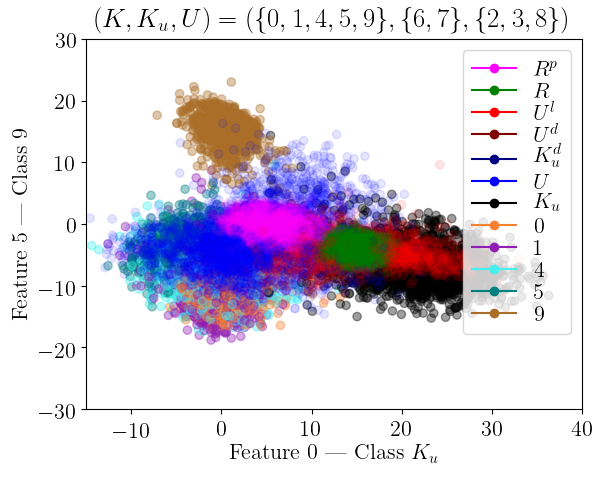 (K, K_u, U) = ({0, 1, 4, 5, 9}, {6, 7}, {2, 3, 8})
30
20
10
0
−10
−20
−30
Feature 5 — Class 9
R^p
R
U^l
U^d
K_u^d
U
K_u
0
1
4
5
9
−10
0
10
20
30
40
Feature 0 — Class K_u